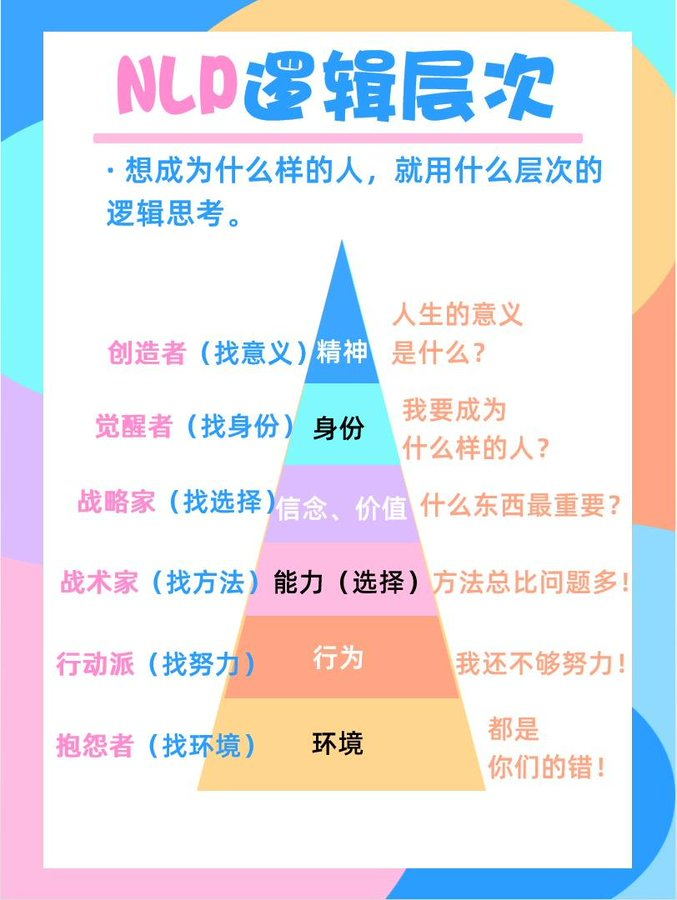 NLP逻辑层次
· 想成为什么样的人，就用什么层次的
逻辑思考。
人生的意义
是什么？
创造者（找意义）精神
我要成为
什么样的人？
觉醒者（找身份）身份
战略家（找选择）信念、价值 什么东西最重要？
战术家（找方法）能力（选择）方法总比问题多！
行动派（找努力）行为 我还不够努力！
抱怨者（找环境）环境
都是
你们的错！